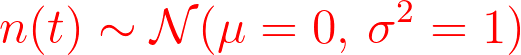 n(t) ∼ 𝒩(μ = 0, σ² = 1)